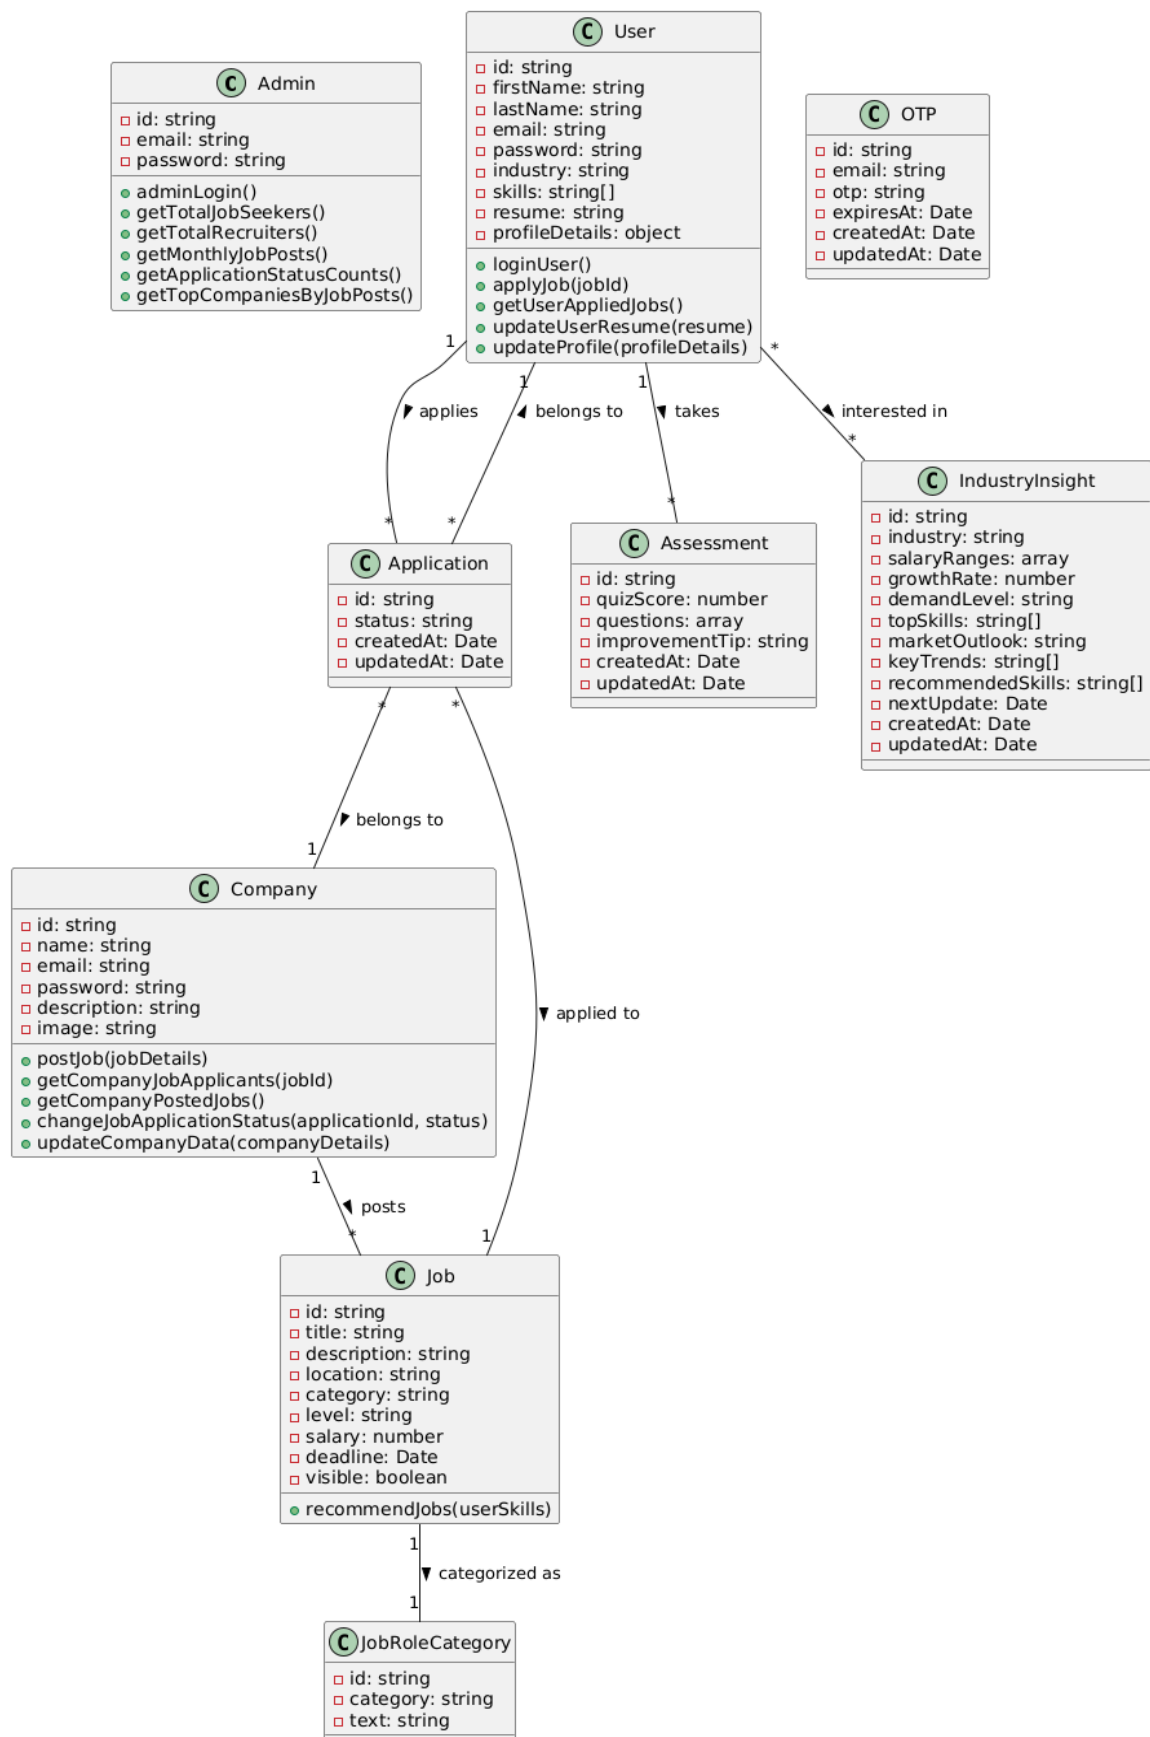 C Admin
id: string
email: string
password: string
adminLogin()
getTotalJobSeekers()
getTotalRecruiters()
getMonthlyJobPosts()
getApplicationStatusCounts()
getTopCompaniesByJobPosts()
C User
id: string
firstName: string
lastName: string
email: string
password: string
industry: string
skills: string[]
resume: string
profileDetails: object
loginUser()
applyJob(jobId)
getUserAppliedJobs()
updateUserResume(resume)
updateProfile(profileDetails)
C OTP
id: string
email: string
otp: string
expiresAt: Date
createdAt: Date
updatedAt: Date
1
applies
*
1
belongs to
*
1
takes
*
*
interested in
*
C Application
id: string
status: string
createdAt: Date
updatedAt: Date
C Assessment
id: string
quizScore: number
questions: array
improvementTip: string
createdAt: Date
updatedAt: Date
C IndustryInsight
id: string
industry: string
salaryRanges: array
growthRate: number
demandLevel: string
topSkills: string[]
marketOutlook: string
keyTrends: string[]
recommendedSkills: string[]
nextUpdate: Date
createdAt: Date
updatedAt: Date
*
belongs to
1
*
applied to
1
C Company
id: string
name: string
email: string
password: string
description: string
image: string
postJob(jobDetails)
getCompanyJobApplicants(jobId)
getCompanyPostedJobs()
changeJobApplicationStatus(applicationId, status)
updateCompanyData(companyDetails)
1
posts
*
C Job
id: string
title: string
description: string
location: string
category: string
level: string
salary: number
deadline: Date
visible: boolean
recommendJobs(userSkills)
1
categorized as
1
C JobRoleCategory
id: string
category: string
text: string